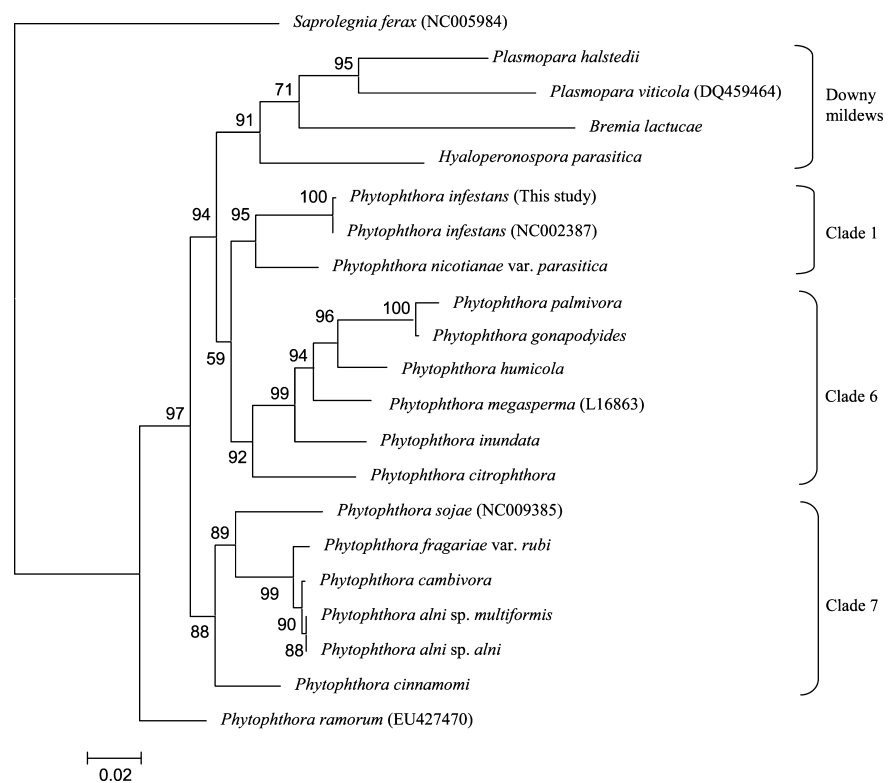 Saprolegnia ferax (NC005984)
95
Plasmopara halstedii
71
Plasmopara viticola (DQ459464)
Downy
mildews
91
Bremia lactucae
Hyaloperonospora parasitica
100
Phytophthora infestans (This study)
94
95
Phytophthora infestans (NC002387)
Clade 1
Phytophthora nicotianae var. parasitica
Phytophthora palmivora
100
96
Phytophthora gonapodyides
59
94
Phytophthora humicola
99
Phytophthora megasperma (L16863)
Clade 6
97
Phytophthora inundata
92
Phytophthora citrophthora
Phytophthora sojae (NC009385)
89
Phytophthora fragariae var. rubi
99
Phytophthora cambivora
90
Phytophthora alni sp. multiformis
Clade 7
88
88
Phytophthora alni sp. alni
Phytophthora cinnamomi
Phytophthora ramorum (EU427470)
0.02